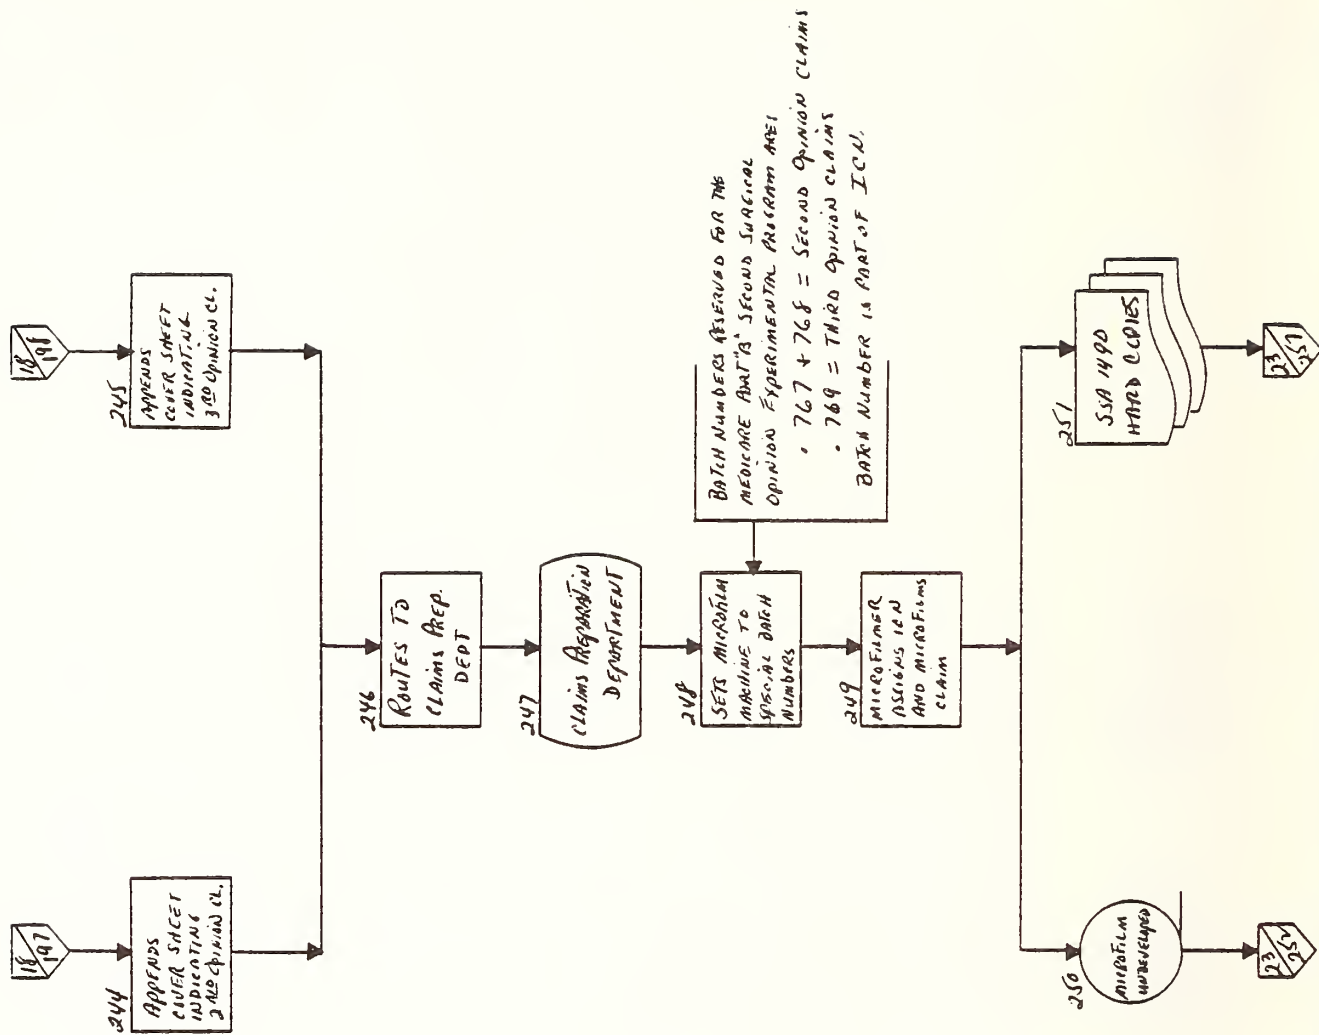 18
197
244
APPENDS
COVER SHEET
INDICATING
2ND OPINION CL.
18
198
245
APPENDS
COVER SHEET
INDICATING
3RD OPINION CL.
246
ROUTES TO
CLAIMS PREP.
DEPT
247
CLAIMS PREPARATION
DEPARTMENT
248
SETS MICROFILM
MACHINE TO
SPECIAL BATCH
NUMBERS
BATCH NUMBERS RESERVED FOR THE
MEDICARE PART "B" SECOND SURGICAL
OPINION EXPERIMENTAL PROGRAM ARE:
• 767 + 768 = SECOND OPINION CLAIMS
• 769 = THIRD OPINION CLAIMS
BATCH NUMBER IS PART OF ICN.
249
MICROFILMER
ASSIGNS ICN
AND MICROFILMS
CLAIM
250
MICROFILM
UNDEVELOPED
23
252
251
SSA 1490
HARD COPIES
23
257